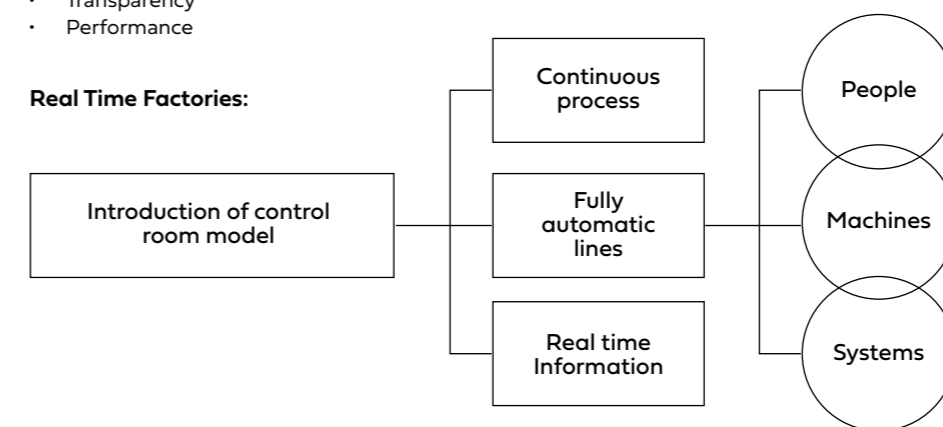 • Transparency
• Performance
Real Time Factories:
Introduction of control
room model
Continuous
process
Fully
automatic
lines
Real time
Information
People
Machines
Systems